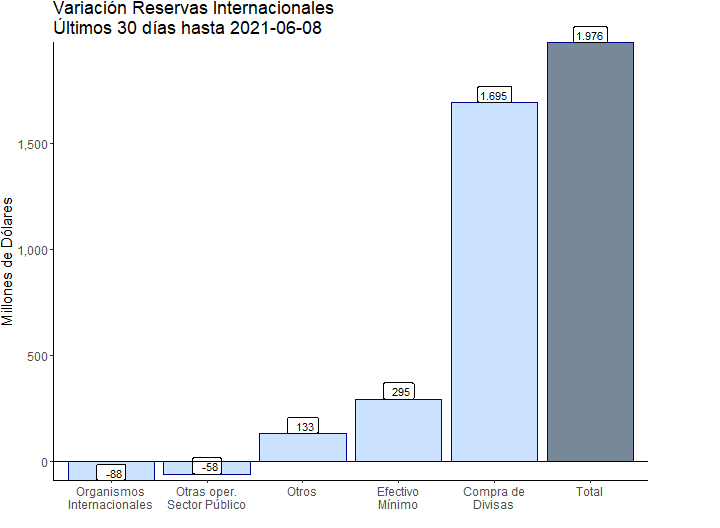 Variación Reservas Internacionales
Últimos 30 días hasta 2021-06-08
1.976
1.695
1,500
1,000
Millones de Dólares
500
295
133
0
-58
-88
Organismos
Internacionales
Otras oper.
Sector Público
Otros
Efectivo
Mínimo
Compra de
Divisas
Total